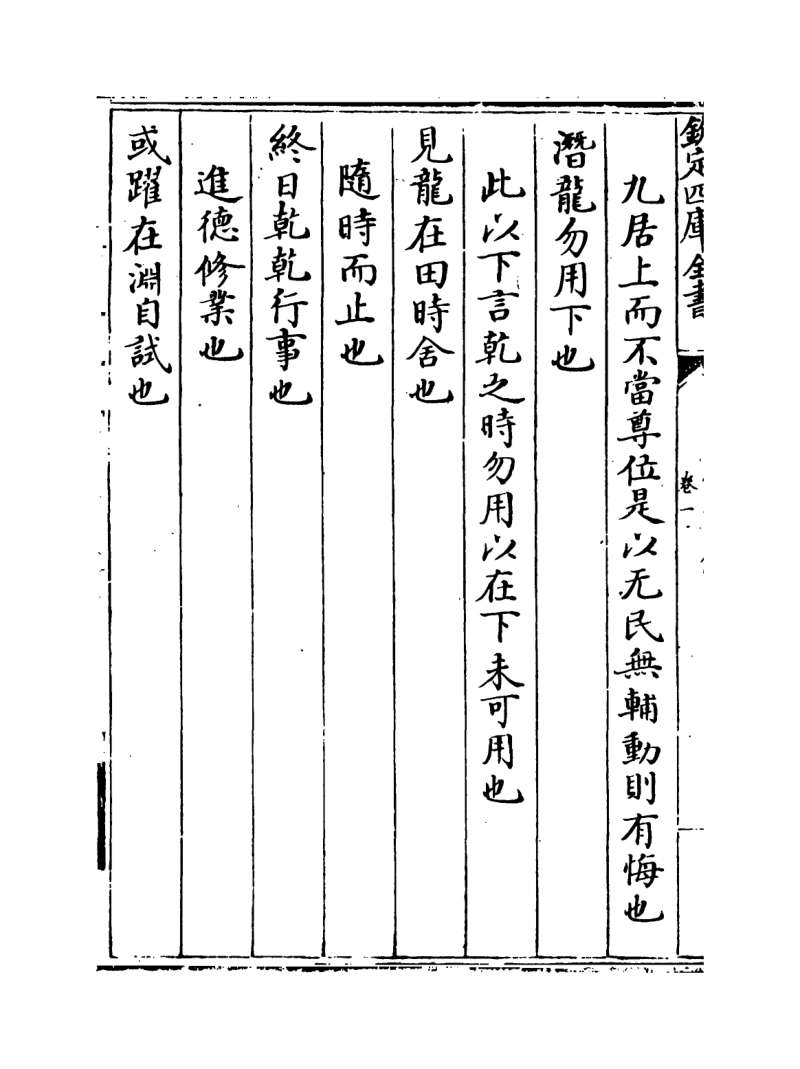 欽定四庫全書
卷一
九居上而不當尊位是以无民無輔動則有悔也
潛龍勿用下也
此以下言乾之時勿用以在下未可用也
見龍在田時舍也
隨時而止也
終日乾乾行事也
進德修業也
或躍在淵自試也